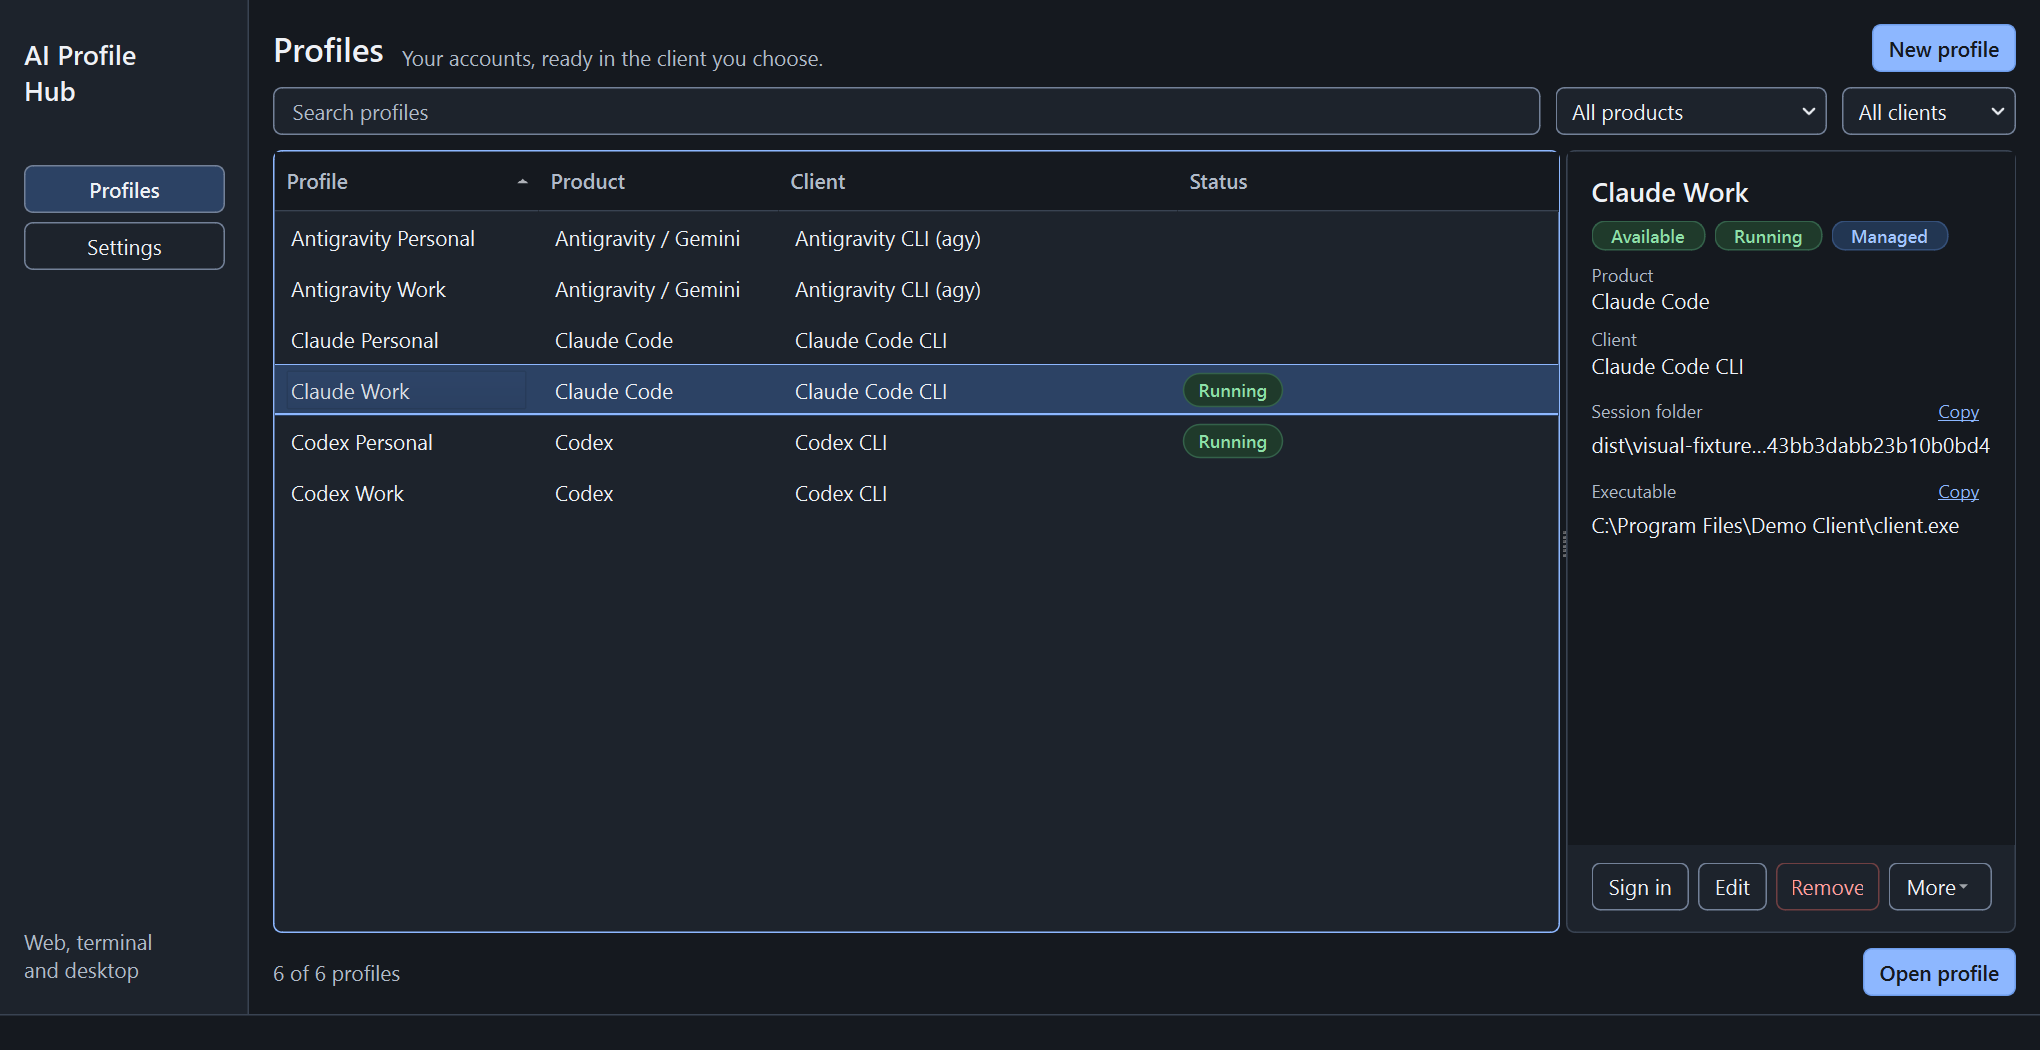 AI Profile
Hub
Profiles
Settings
Web, terminal
and desktop
Profiles Your accounts, ready in the client you choose.
New profile
Search profiles
All products
All clients
Profile Product Client Status
Antigravity Personal Antigravity / Gemini Antigravity CLI (agy)
Antigravity Work Antigravity / Gemini Antigravity CLI (agy)
Claude Personal Claude Code Claude Code CLI
Claude Work Claude Code Claude Code CLI Running
Codex Personal Codex Codex CLI Running
Codex Work Codex Codex CLI
6 of 6 profiles
Claude Work
Available Running Managed
Product
Claude Code
Client
Claude Code CLI
Session folder Copy
dist\visual-fixture...43bb3dabb23b10b0bd4
Executable Copy
C:\Program Files\Demo Client\client.exe
Sign in Edit Remove More
Open profile